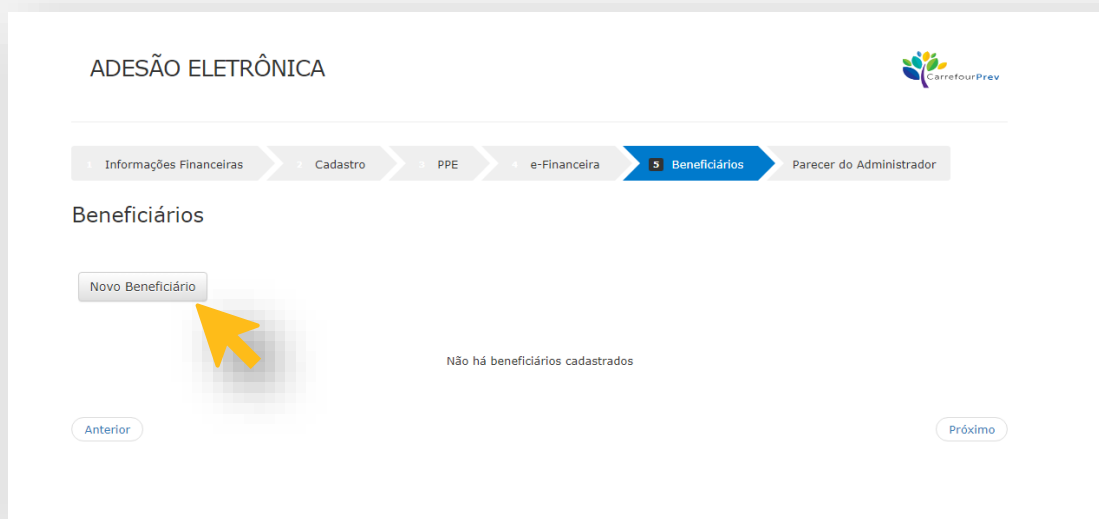 ADESÃO ELETRÔNICA
CarrefourPrev
1 Informações Financeiras 2 Cadastro 3 PPE 4 e-Financeira 5 Beneficiários Parecer do Administrador
Beneficiários
Novo Beneficiário
Não há beneficiários cadastrados
Anterior Próximo